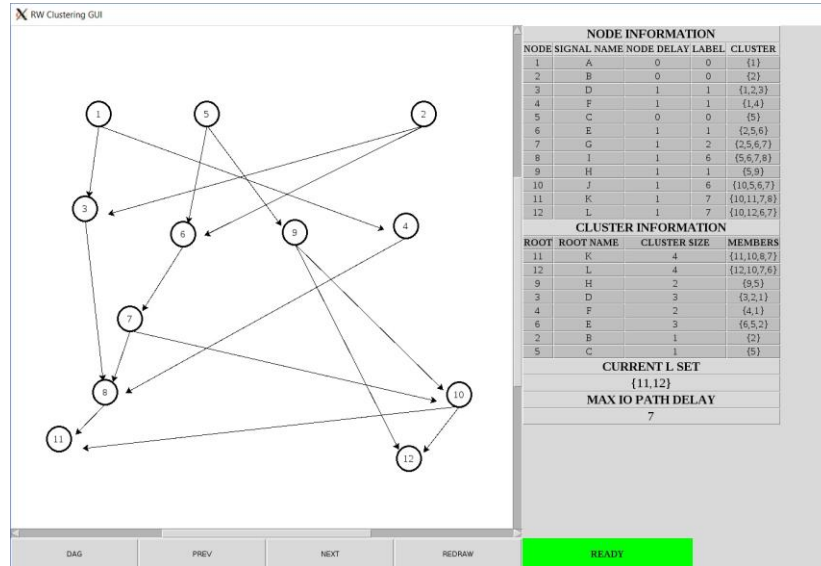 RW Clustering GUI
1
5
2
3
6
9
4
7
8
10
11
12
NODE INFORMATION
NODE SIGNAL NAME NODE DELAY LABEL CLUSTER
1 A 0 0 {1}
2 B 0 0 {2}
3 D 1 1 {1,2,3}
4 F 1 1 {1,4}
5 C 0 0 {5}
6 E 1 1 {2,5,6}
7 G 1 2 {2,5,6,7}
8 I 1 6 {5,6,7,8}
9 H 1 1 {5,9}
10 J 1 6 {10,5,6,7}
11 K 1 7 {10,11,7,8}
12 L 1 7 {10,12,6,7}
CLUSTER INFORMATION
ROOT ROOT NAME CLUSTER SIZE MEMBERS
11 K 4 {11,10,8,7}
12 L 4 {12,10,7,6}
9 H 2 {9,5}
3 D 3 {3,2,1}
4 F 2 {4,1}
6 E 3 {6,5,2}
2 B 1 {2}
5 C 1 {5}
CURRENT L SET
{11,12}
MAX IO PATH DELAY
7
DAG PREV NEXT REDRAW READY